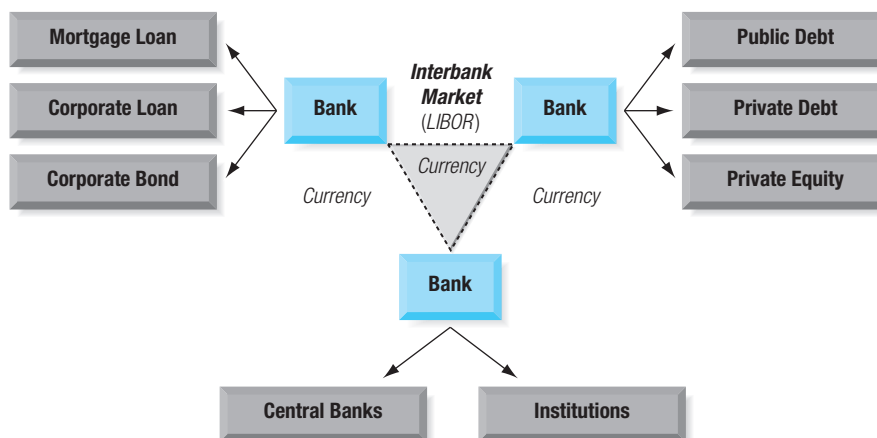 Mortgage Loan
Corporate Loan
Corporate Bond
Bank
Interbank
Market
(LIBOR)
Bank
Public Debt
Private Debt
Private Equity
Currency
Currency
Currency
Bank
Central Banks
Institutions